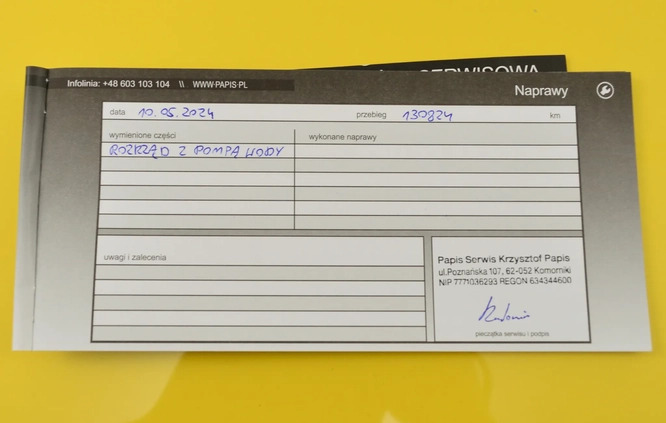 SERWISOWA
Infolinia: +48 603 103 104 \\ WWW•PAPIS•PL
Naprawy
data 10.05.2024 przebieg 130824 km
wymienione części wykonane naprawy
ROZRZĄD Z POMPĄ WODY
uwagi i zalecenia
Papis Serwis Krzysztof Papis
ul.Poznańska 107, 62-052 Komorniki
NIP 7771036293 REGON 634344600
pieczątka serwisu i podpis